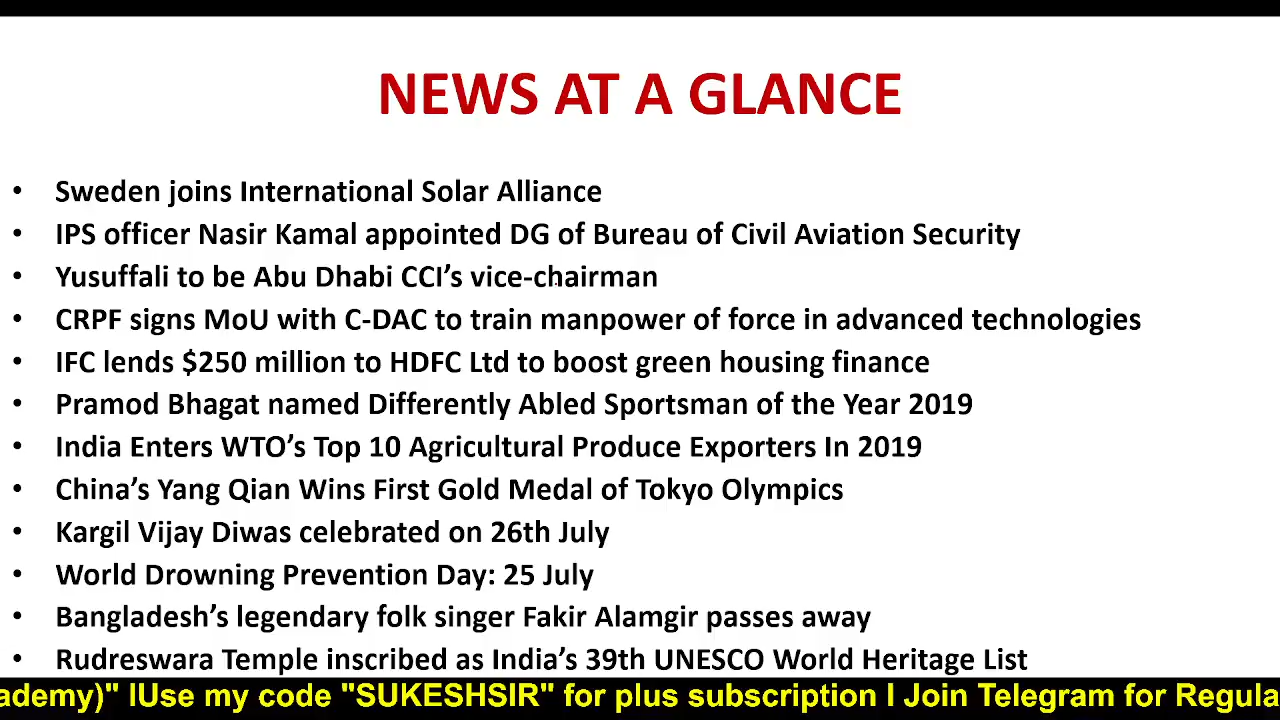 NEWS AT A GLANCE
• Sweden joins International Solar Alliance
• IPS officer Nasir Kamal appointed DG of Bureau of Civil Aviation Security
• Yusuffali to be Abu Dhabi CCI’s vice-chairman
• CRPF signs MoU with C-DAC to train manpower of force in advanced technologies
• IFC lends $250 million to HDFC Ltd to boost green housing finance
• Pramod Bhagat named Differently Abled Sportsman of the Year 2019
• India Enters WTO’s Top 10 Agricultural Produce Exporters In 2019
• China’s Yang Qian Wins First Gold Medal of Tokyo Olympics
• Kargil Vijay Diwas celebrated on 26th July
• World Drowning Prevention Day: 25 July
• Bangladesh’s legendary folk singer Fakir Alamgir passes away
• Rudreswara Temple inscribed as India’s 39th UNESCO World Heritage List
ademy)" lUse my code "SUKESHSIR" for plus subscription I Join Telegram for Regula